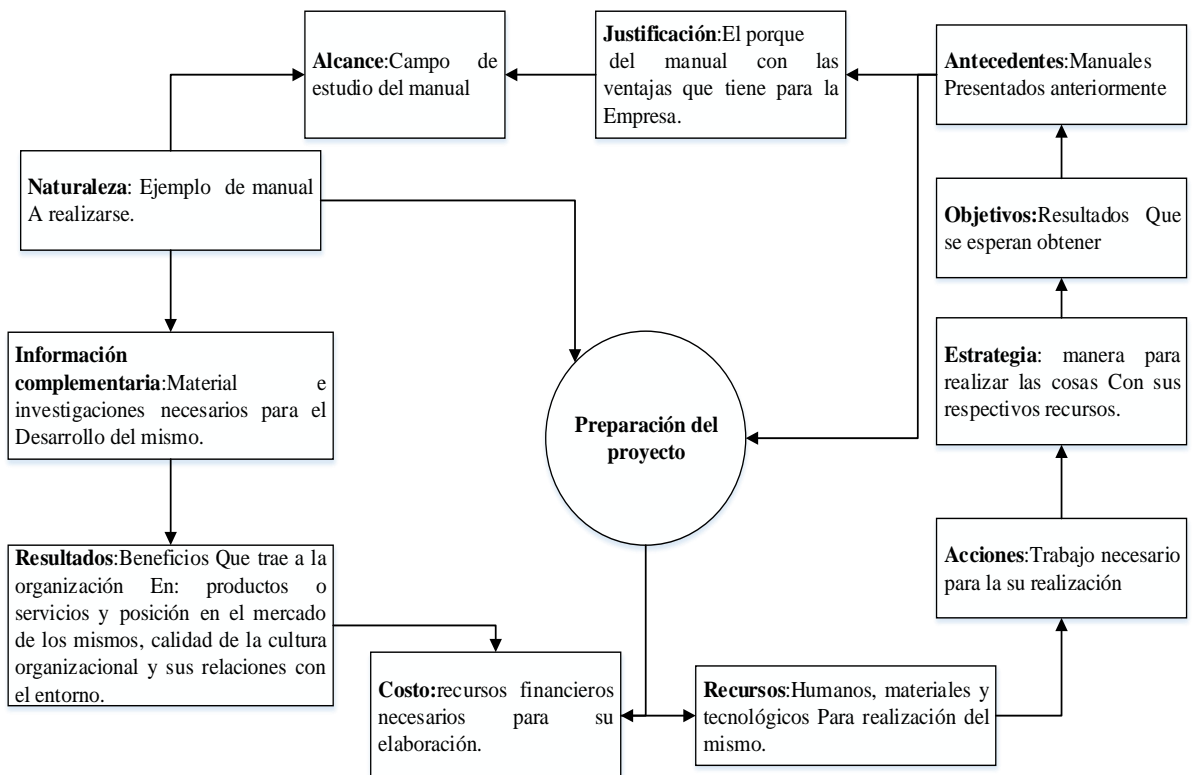 Alcance:Campo de
estudio del manual
Justificación:El porque
del manual con las
ventajas que tiene para la
Empresa.
Antecedentes:Manuales
Presentados anteriormente
Naturaleza: Ejemplo de manual
A realizarse.
Objetivos:Resultados Que
se esperan obtener
Información
complementaria:Material e
investigaciones necesarios para el
Desarrollo del mismo.
Estrategia: manera para
realizar las cosas Con sus
respectivos recursos.
Preparación del
proyecto
Resultados:Beneficios Que trae a la
organización En: productos o
servicios y posición en el mercado
de los mismos, calidad de la cultura
organizacional y sus relaciones con
el entorno.
Acciones:Trabajo necesario
para la su realización
Costo:recursos financieros
necesarios para su
elaboración.
Recursos:Humanos, materiales y
tecnológicos Para realización del
mismo.